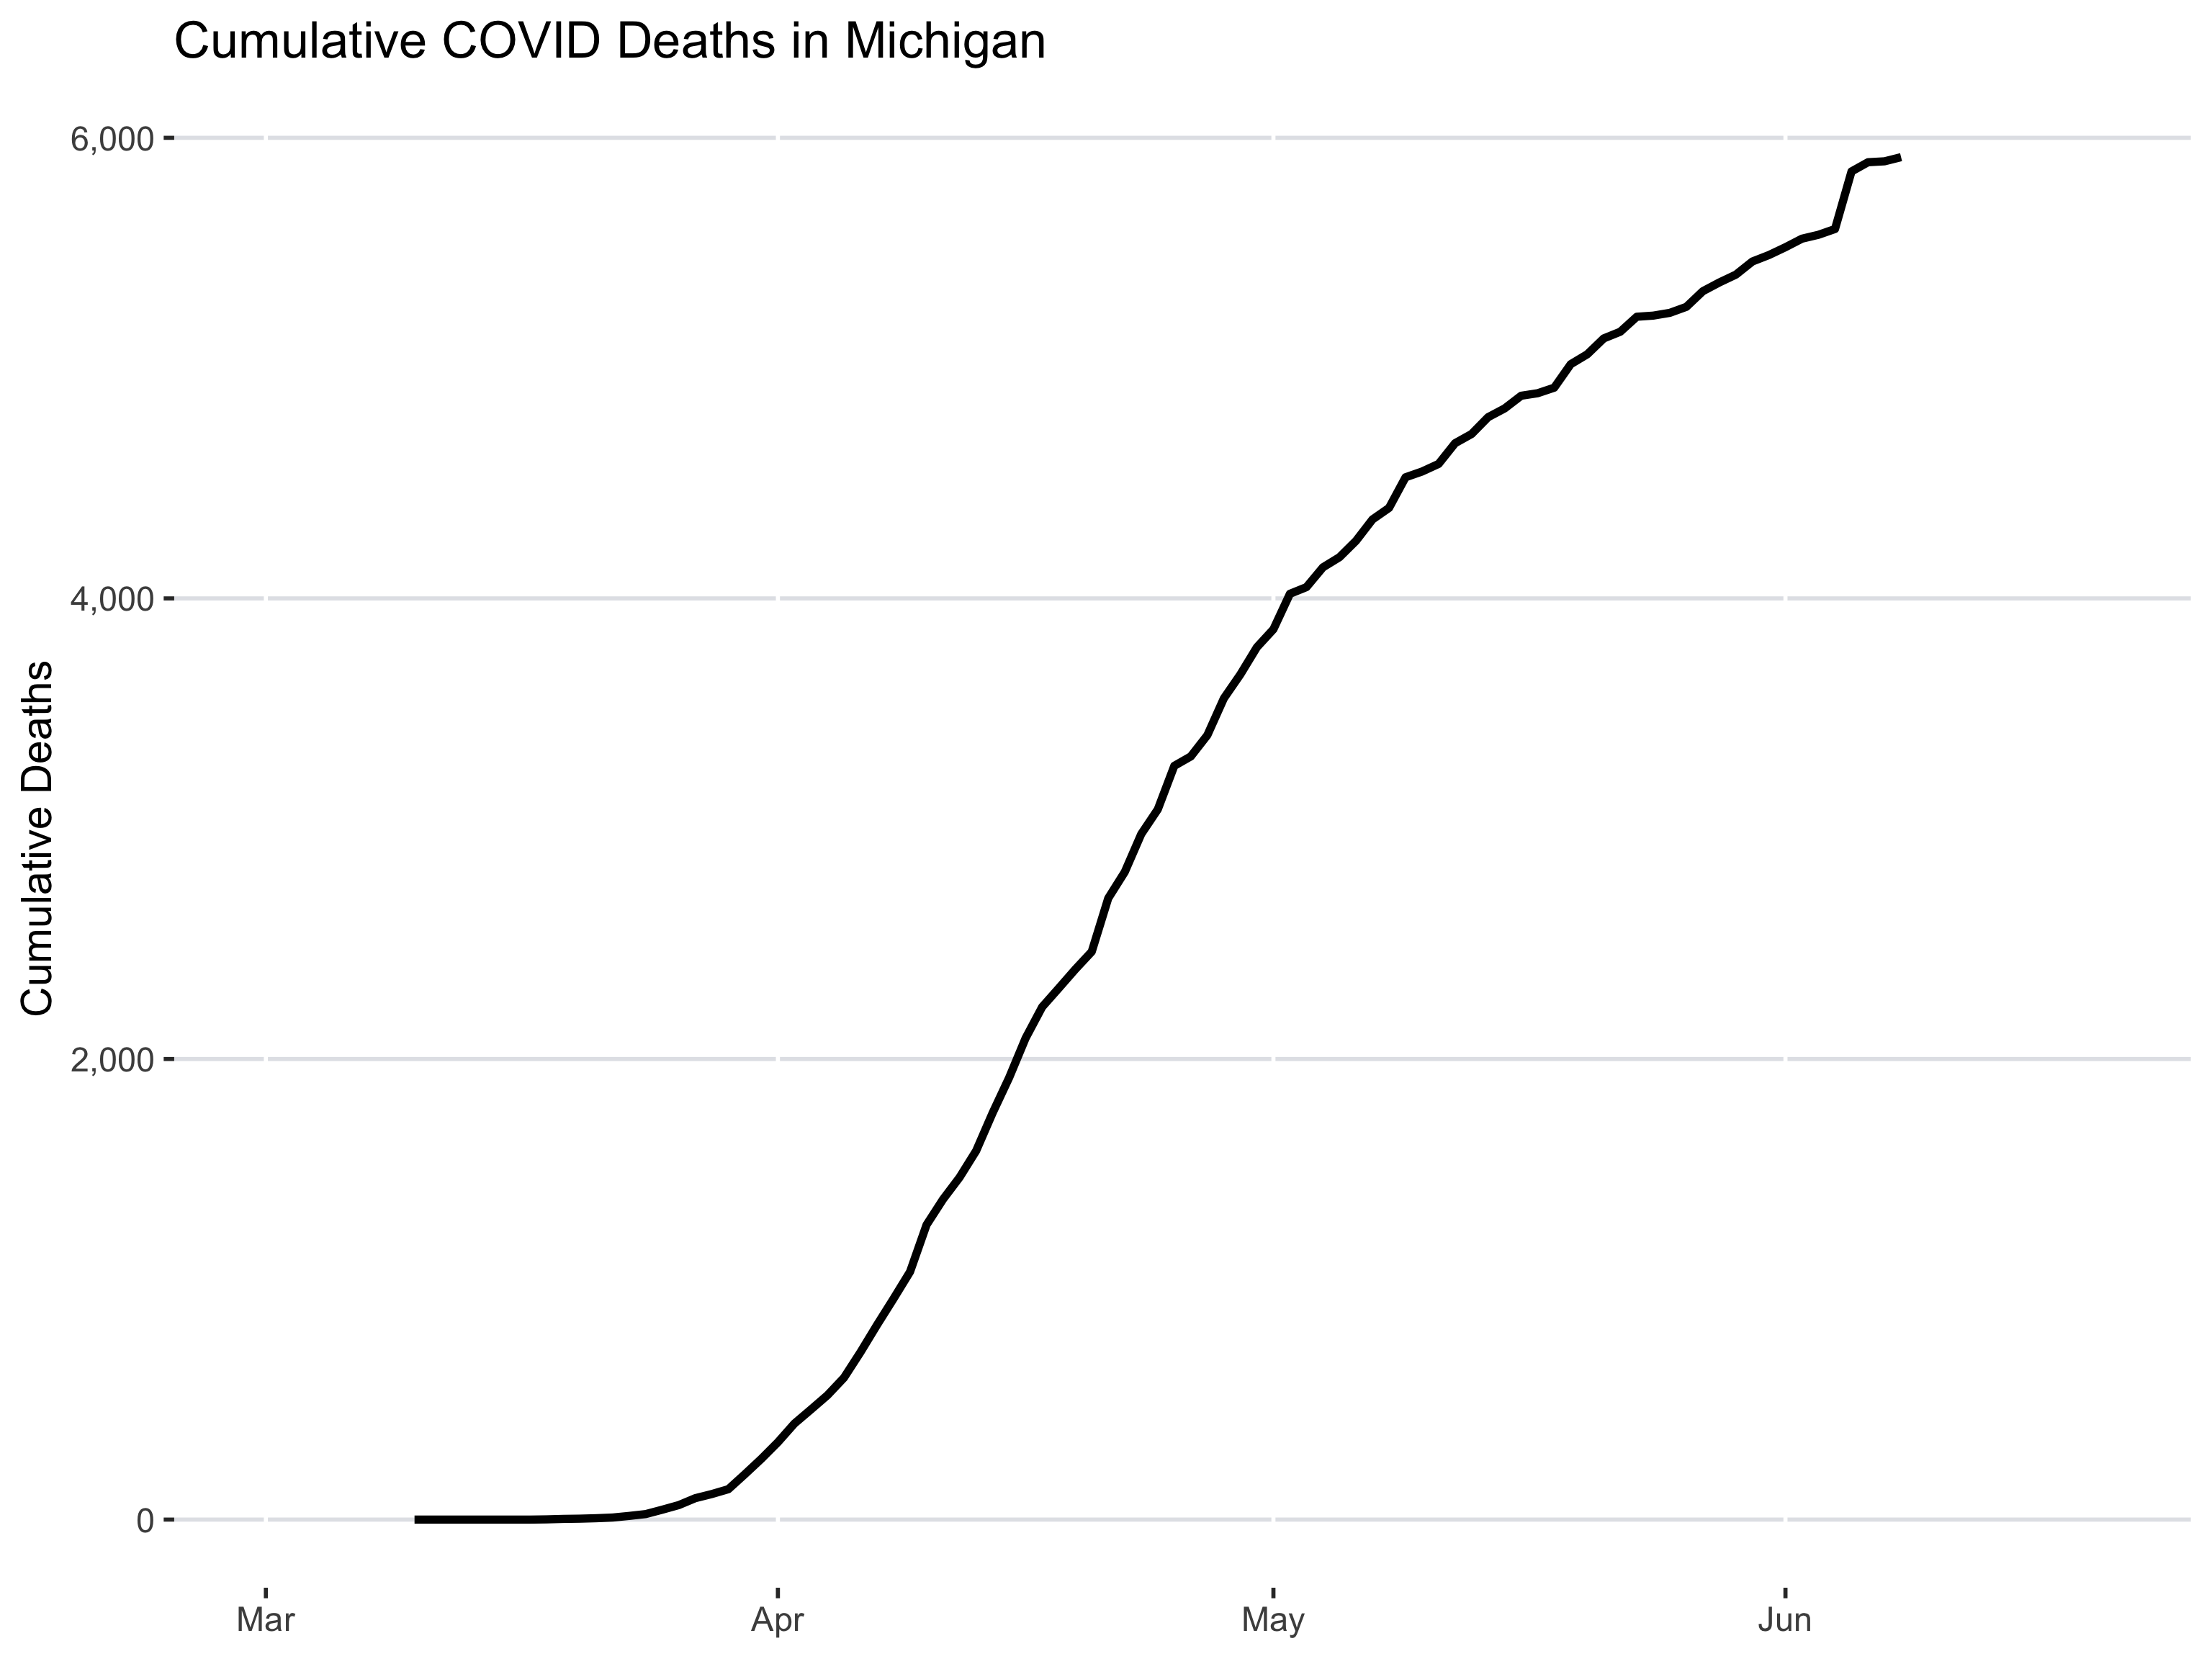 Cumulative COVID Deaths in Michigan
6,000
4,000
2,000
0
Cumulative Deaths
Mar Apr May Jun